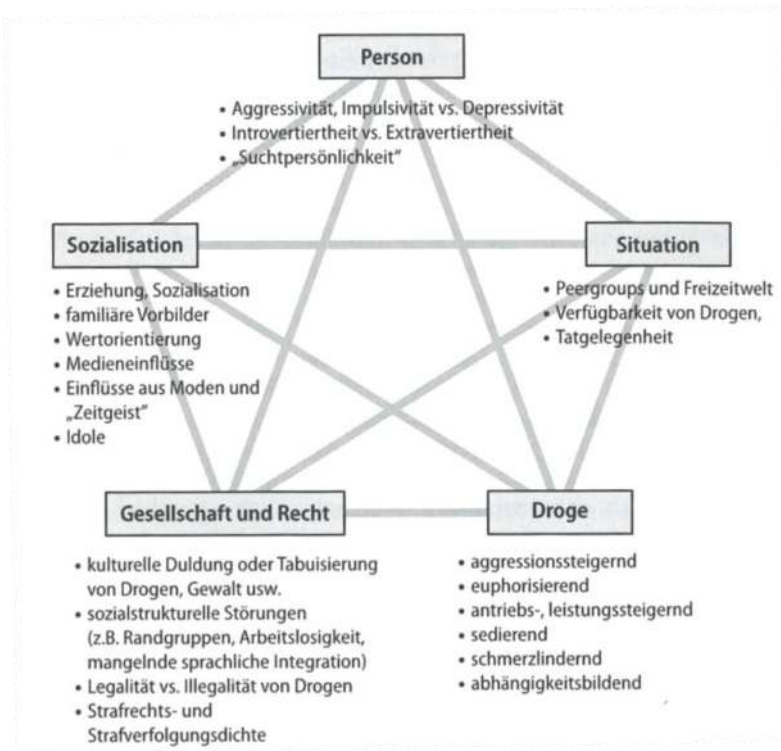 Person
• Aggressivität, Impulsivität vs. Depressivität
• Introvertiertheit vs. Extravertiertheit
• „Suchtpersönlichkeit“
Sozialisation
• Erziehung, Sozialisation
• familiäre Vorbilder
• Wertorientierung
• Medieneinflüsse
• Einflüsse aus Moden und
„Zeitgeist“
• Idole
Situation
• Peergroups und Freizeitwelt
• Verfügbarkeit von Drogen,
• Tatgelegenheit
Gesellschaft und Recht
• kulturelle Duldung oder Tabuisierung
von Drogen, Gewalt usw.
• sozialstrukturelle Störungen
(z.B. Randgruppen, Arbeitslosigkeit,
mangelnde sprachliche Integration)
• Legalität vs. Illegalität von Drogen
• Strafrechts- und
Strafverfolgungsdichte
Droge
• aggressionssteigernd
• euphorisierend
• antriebs-, leistungssteigernd
• sedierend
• schmerzlindernd
• abhängigkeitsbildend